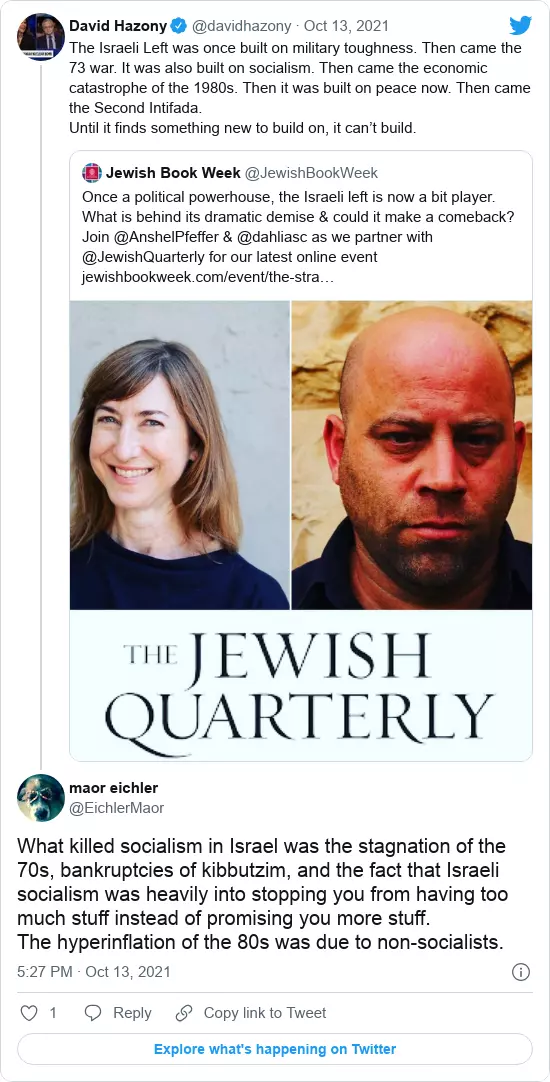 David Hazony @davidhazony · Oct 13, 2021
The Israeli Left was once built on military toughness. Then came the
73 war. It was also built on socialism. Then came the economic
catastrophe of the 1980s. Then it was built on peace now. Then came
the Second Intifada.
Until it finds something new to build on, it can’t build.
Jewish Book Week @JewishBookWeek
Once a political powerhouse, the Israeli left is now a bit player.
What is behind its dramatic demise & could it make a comeback?
Join @AnshelPfeffer & @dahliasc as we partner with
@JewishQuarterly for our latest online event
jewishbookweek.com/event/the-stra…
THE JEWISH
QUARTERLY
maor eichler
@EichlerMaor
What killed socialism in Israel was the stagnation of the
70s, bankruptcies of kibbutzim, and the fact that Israeli
socialism was heavily into stopping you from having too
much stuff instead of promising you more stuff.
The hyperinflation of the 80s was due to non-socialists.
5:27 PM · Oct 13, 2021
1 Reply Copy link to Tweet
Explore what's happening on Twitter